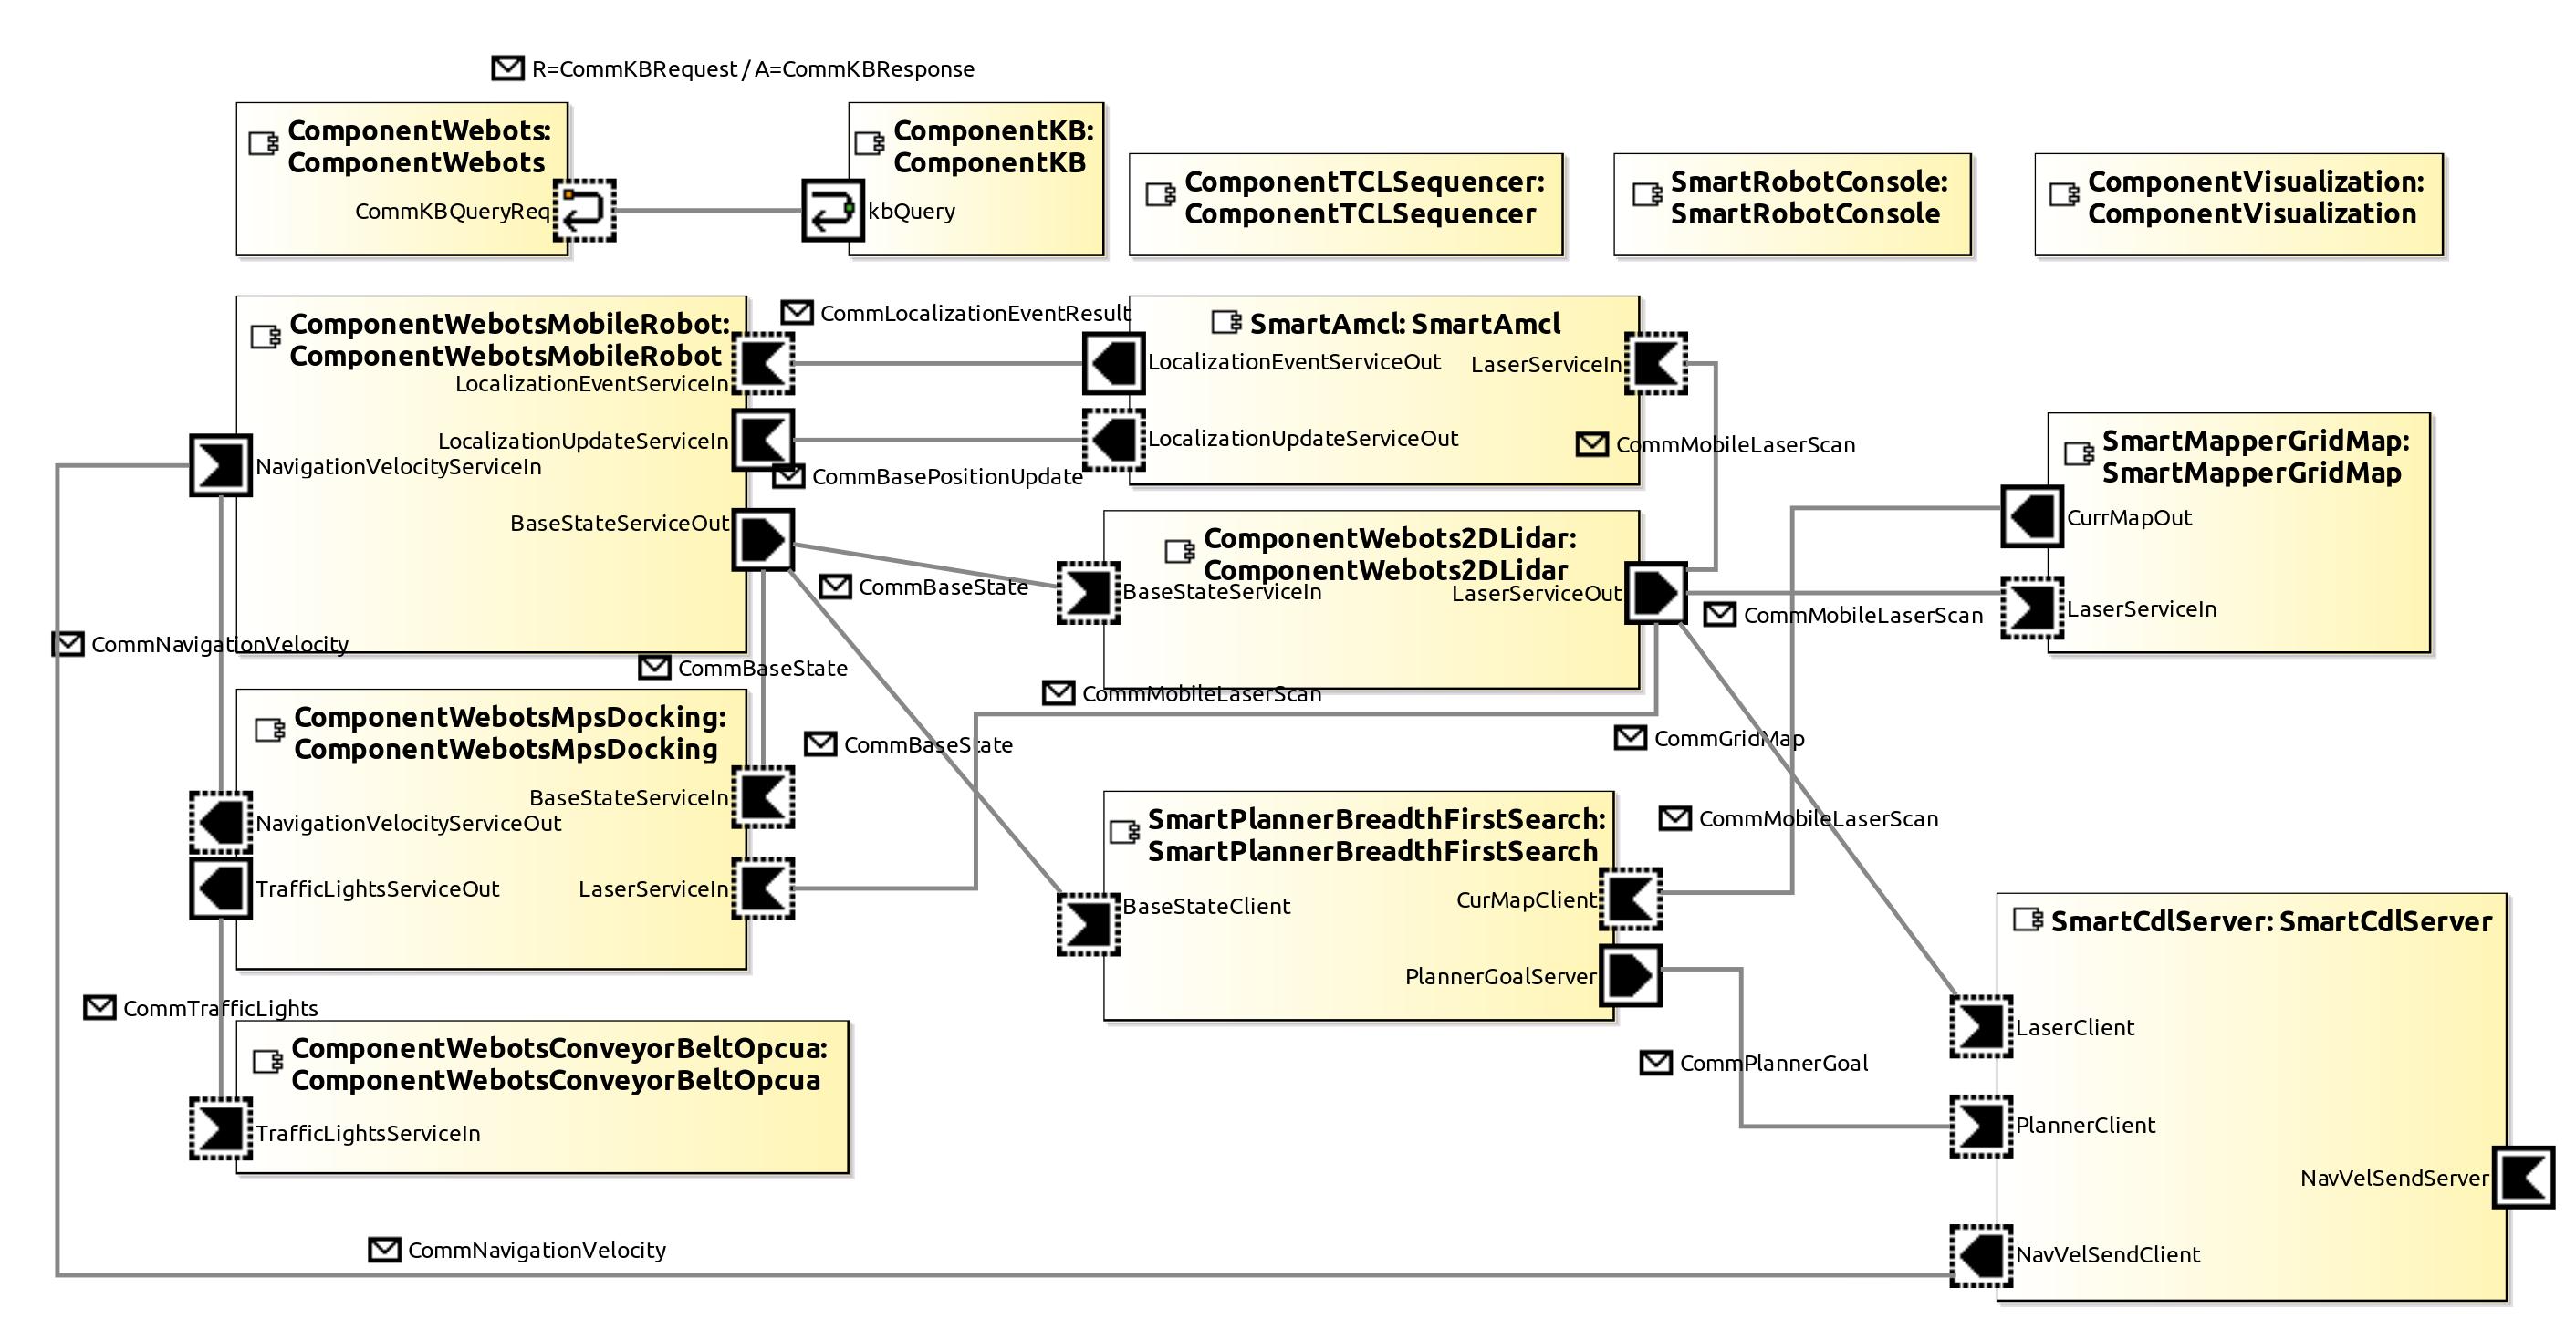 R=CommKBRequest / A=CommKBResponse
ComponentWebots:
ComponentWebots
CommKBQueryReq
ComponentKB:
ComponentKB
kbQuery
ComponentTCLSequencer:
ComponentTCLSequencer
SmartRobotConsole:
SmartRobotConsole
ComponentVisualization:
ComponentVisualization
ComponentWebotsMobileRobot:
ComponentWebotsMobileRobot
LocalizationEventServiceIn
LocalizationUpdateServiceIn
NavigationVelocityServiceIn
BaseStateServiceOut
CommLocalizationEventResult
CommBasePositionUpdate
SmartAmcl: SmartAmcl
LocalizationEventServiceOut
LaserServiceIn
LocalizationUpdateServiceOut
CommMobileLaserScan
SmartMapperGridMap:
SmartMapperGridMap
CurrMapOut
LaserServiceIn
ComponentWebots2DLidar:
ComponentWebots2DLidar
BaseStateServiceIn
LaserServiceOut
CommBaseState
CommMobileLaserScan
CommNavigationVelocity
CommBaseState
CommMobileLaserScan
ComponentWebotsMpsDocking:
ComponentWebotsMpsDocking
BaseStateServiceIn
NavigationVelocityServiceOut
TrafficLightsServiceOut
LaserServiceIn
CommBaseState
CommGridMap
CommMobileLaserScan
SmartPlannerBreadthFirstSearch:
SmartPlannerBreadthFirstSearch
CurMapClient
BaseStateClient
PlannerGoalServer
SmartCdlServer: SmartCdlServer
LaserClient
PlannerClient
NavVelSendServer
NavVelSendClient
CommTrafficLights
ComponentWebotsConveyorBeltOpcua:
ComponentWebotsConveyorBeltOpcua
TrafficLightsServiceIn
CommPlannerGoal
CommNavigationVelocity